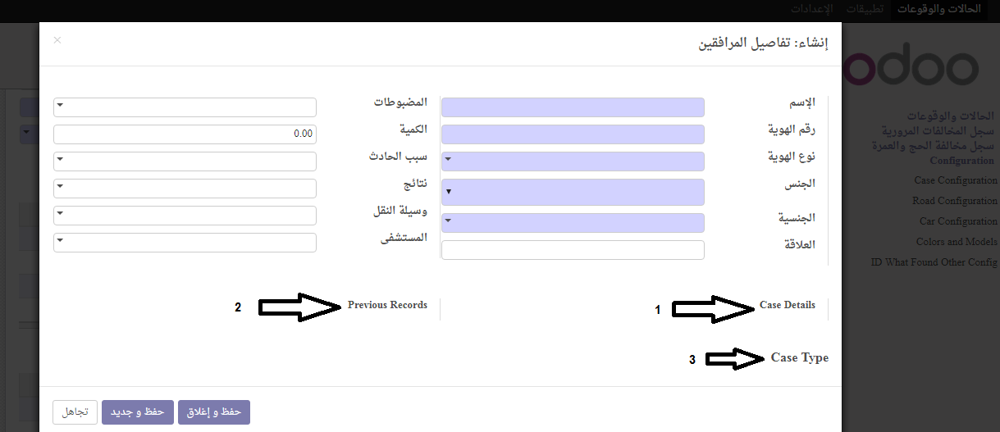 الحالات والوقوعات تطبيقات الإعدادات
إنشاء: تفاصيل المرافقين ×
odoo
الإسم
رقم الهوية
نوع الهوية
الجنس
الجنسية
العلاقة
المضبوطات
الكمية 0.00
سبب الحادث
نتائج
وسيلة النقل
المستشفى
1 Case Details
2 Previous Records
3 Case Type
حفظ و إغلاق حفظ و جديد تجاهل
الحالات والوقوعات
سجل المخالفات المرورية
سجل مخالفة الحج والعمرة
Configuration
Case Configuration
Road Configuration
Car Configuration
Colors and Models
ID What Found Other Config